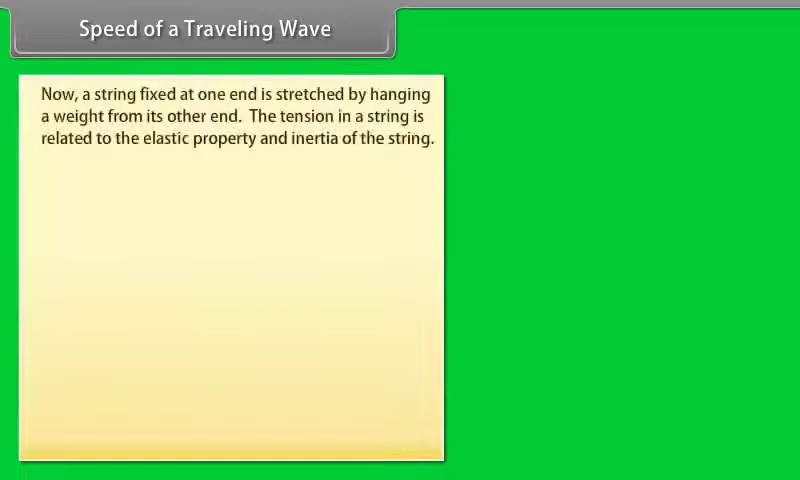 Speed of a Traveling Wave
Now, a string fixed at one end is stretched by hanging
a weight from its other end.  The tension in a string is
related to the elastic property and inertia of the string.